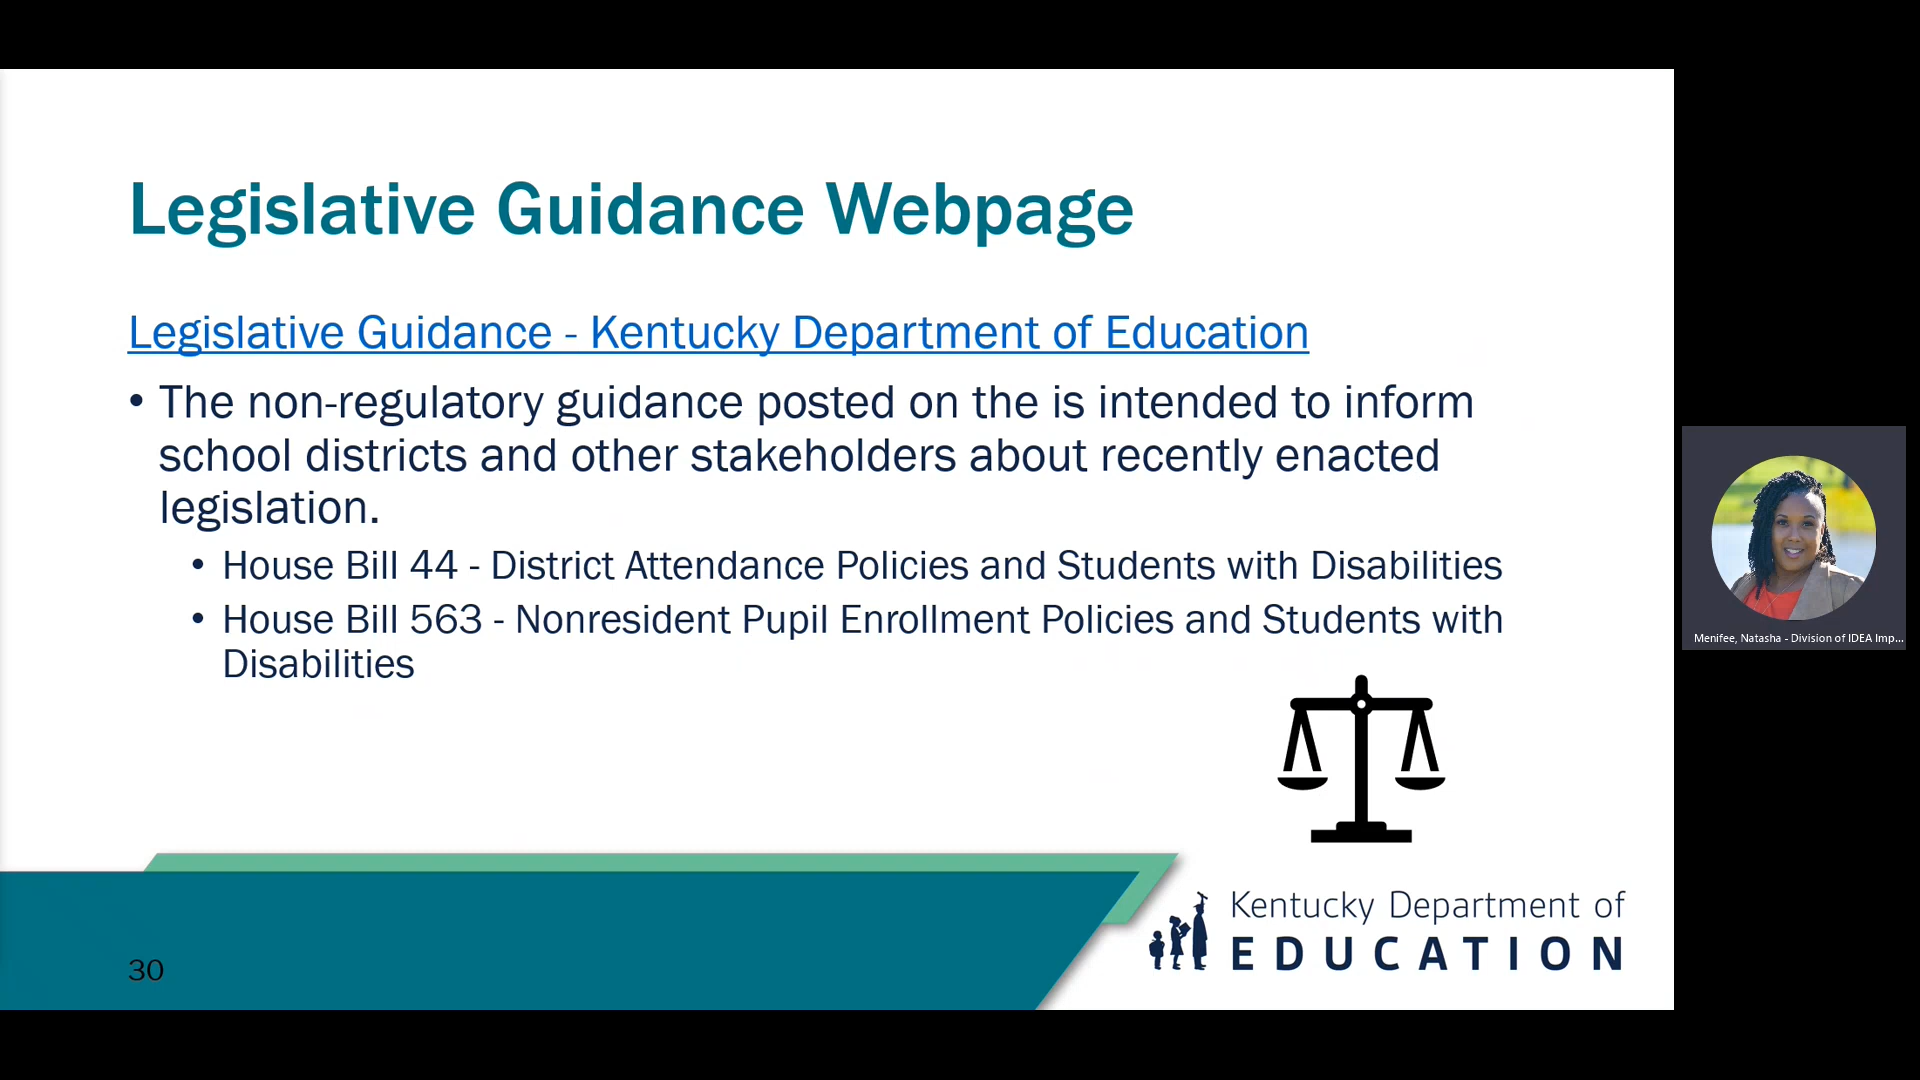 Legislative Guidance Webpage
Legislative Guidance - Kentucky Department of Education
• The non-regulatory guidance posted on the is intended to inform
school districts and other stakeholders about recently enacted
legislation.
• House Bill 44 - District Attendance Policies and Students with Disabilities
• House Bill 563 - Nonresident Pupil Enrollment Policies and Students with
Disabilities
Menifee, Natasha - Division of IDEA Imp...
Kentucky Department of
EDUCATION
30